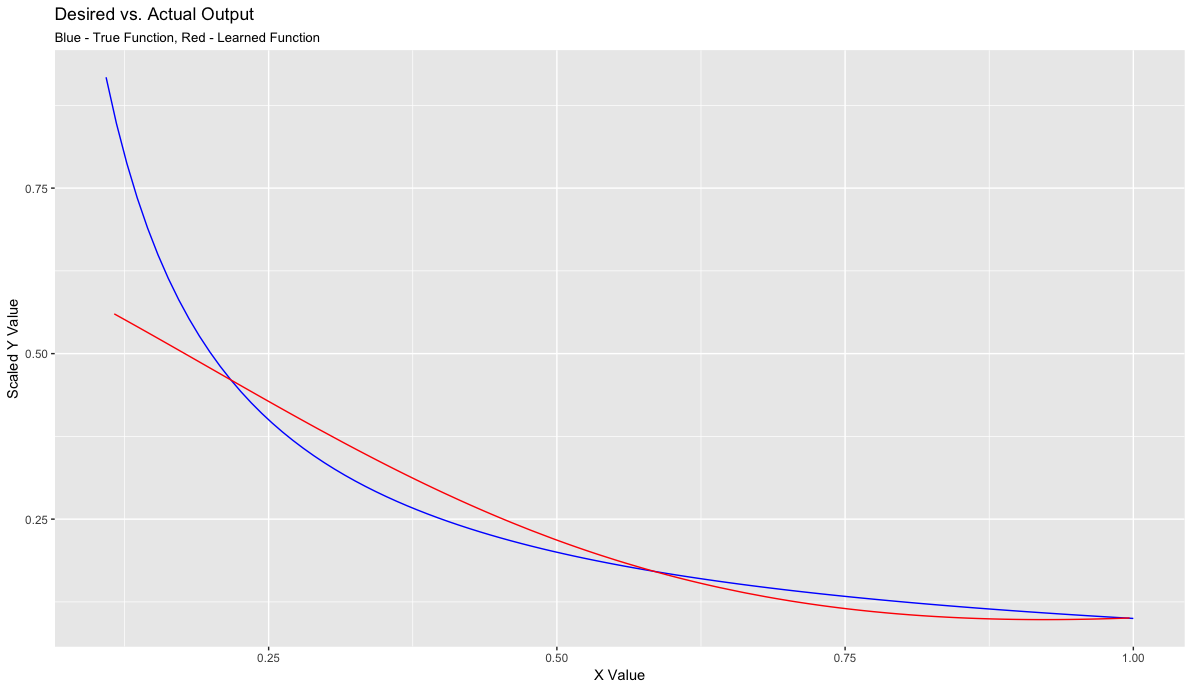 Desired vs. Actual Output
Blue - True Function, Red - Learned Function
Scaled Y Value
0.75
0.50
0.25
0.25
0.50
0.75
1.00
X Value